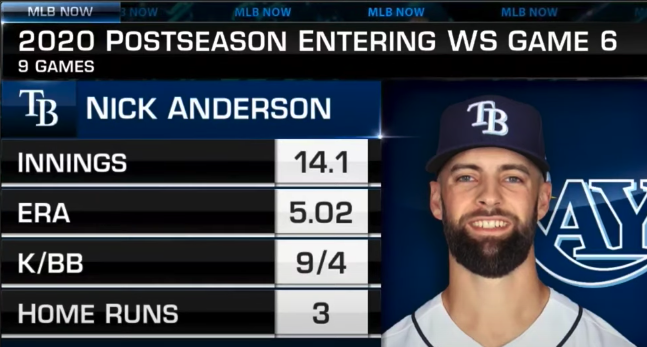 MLB NOW NOW MLB NOW MLB NOW MLB NOW
2020 POSTSEASON ENTERING WS GAME 6
9 GAMES
TB NICK ANDERSON
TB
INNINGS 14.1
ERA 5.02
AY
K/BB 9/4
HOME RUNS 3